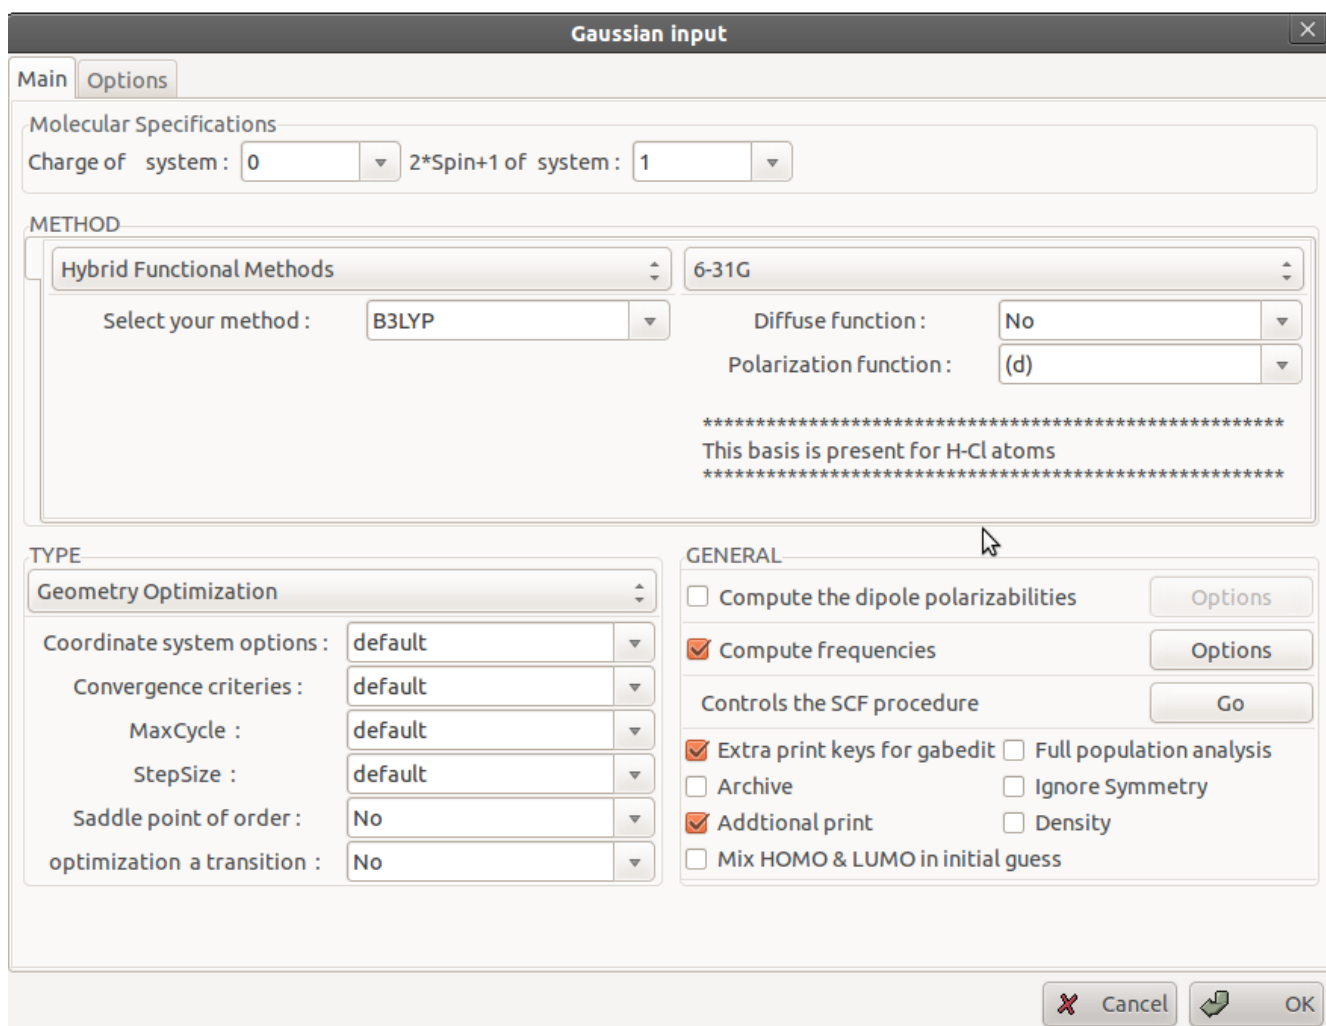 Gaussian input
Main Options
Molecular Specifications
Charge of system : 0 2*Spin+1 of system : 1
METHOD
Hybrid Functional Methods 6-31G
Select your method : B3LYP Diffuse function : No
Polarization function : (d)
*******************************************************
This basis is present for H-Cl atoms
*******************************************************
TYPE
Geometry Optimization
Coordinate system options : default
Convergence criteries : default
MaxCycle : default
StepSize : default
Saddle point of order : No
optimization a transition : No
GENERAL
Compute the dipole polarizabilities Options
Compute frequencies Options
Controls the SCF procedure Go
Extra print keys for gabedit Full population analysis
Archive Ignore Symmetry
Addtional print Density
Mix HOMO & LUMO in initial guess
Cancel OK